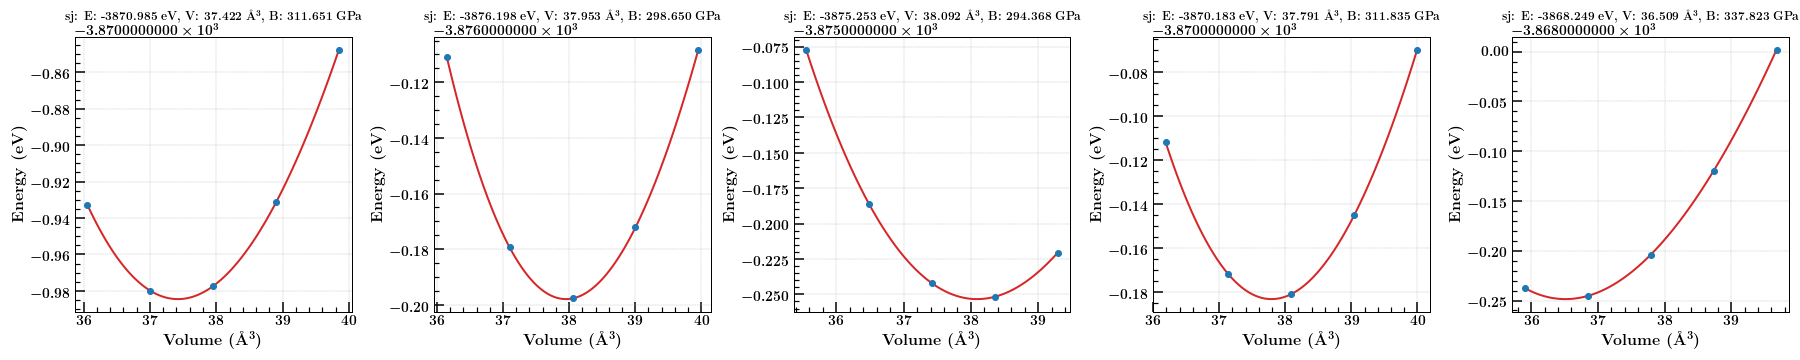 sj: E: -3870.985 eV, V: 37.422 Å³, B: 311.651 GPa
−3.8700000000 × 10³
−0.86
−0.88
−0.90
−0.92
−0.94
−0.96
−0.98
Energy (eV)
36 37 38 39 40
Volume (Å³)
sj: E: -3876.198 eV, V: 37.953 Å³, B: 298.650 GPa
−3.8760000000 × 10³
−0.12
−0.14
−0.16
−0.18
−0.20
Energy (eV)
36 37 38 39 40
Volume (Å³)
sj: E: -3875.253 eV, V: 38.092 Å³, B: 294.368 GPa
−3.8750000000 × 10³
−0.075
−0.100
−0.125
−0.150
−0.175
−0.200
−0.225
−0.250
Energy (eV)
36 37 38 39
Volume (Å³)
sj: E: -3870.183 eV, V: 37.791 Å³, B: 311.835 GPa
−3.8700000000 × 10³
−0.08
−0.10
−0.12
−0.14
−0.16
−0.18
Energy (eV)
36 37 38 39 40
Volume (Å³)
sj: E: -3868.249 eV, V: 36.509 Å³, B: 337.823 GPa
−3.8680000000 × 10³
0.00
−0.05
−0.10
−0.15
−0.20
−0.25
Energy (eV)
36 37 38 39
Volume (Å³)